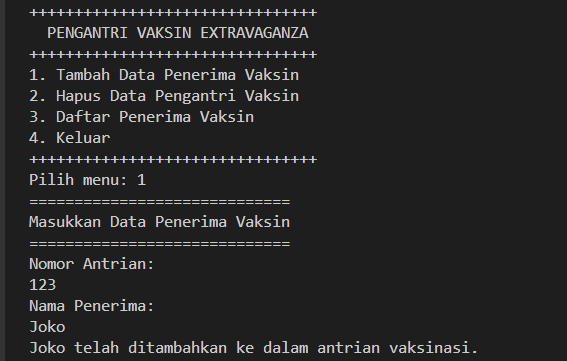 ++++++++++++++++++++++++++++++++
PENGANTRI VAKSIN EXTRAVAGANZA
++++++++++++++++++++++++++++++++
1. Tambah Data Penerima Vaksin
2. Hapus Data Pengantri Vaksin
3. Daftar Penerima Vaksin
4. Keluar
++++++++++++++++++++++++++++++++
Pilih menu: 1
=============================
Masukkan Data Penerima Vaksin
=============================
Nomor Antrian:
123
Nama Penerima:
Joko
Joko telah ditambahkan ke dalam antrian vaksinasi.